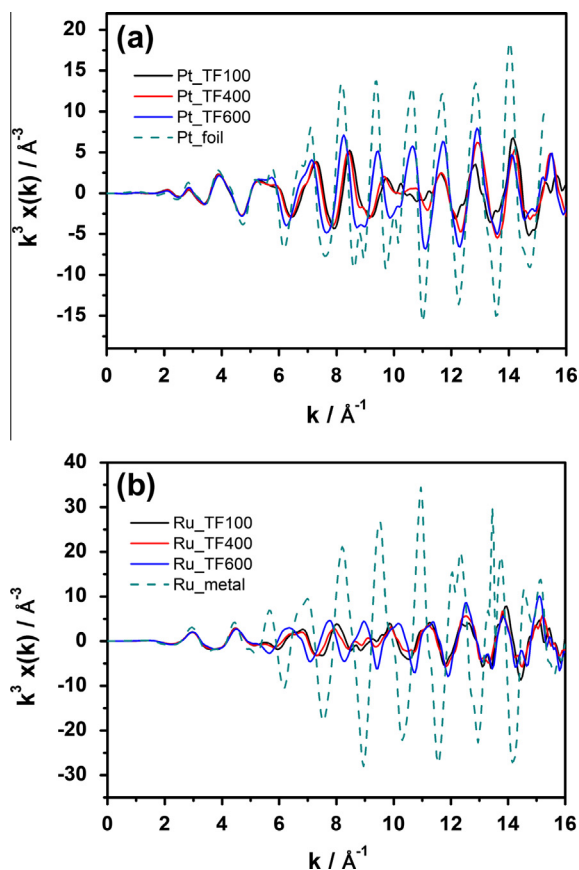 (a)
Pt_TF100
Pt_TF400
Pt_TF600
Pt_foil
k³ x(k) / Å⁻³
20
15
10
5
0
-5
-10
-15
0 2 4 6 8 10 12 14 16
k / Å⁻¹
(b)
Ru_TF100
Ru_TF400
Ru_TF600
Ru_metal
k³ x(k) / Å⁻³
40
30
20
10
0
-10
-20
-30
0 2 4 6 8 10 12 14 16
k / Å⁻¹